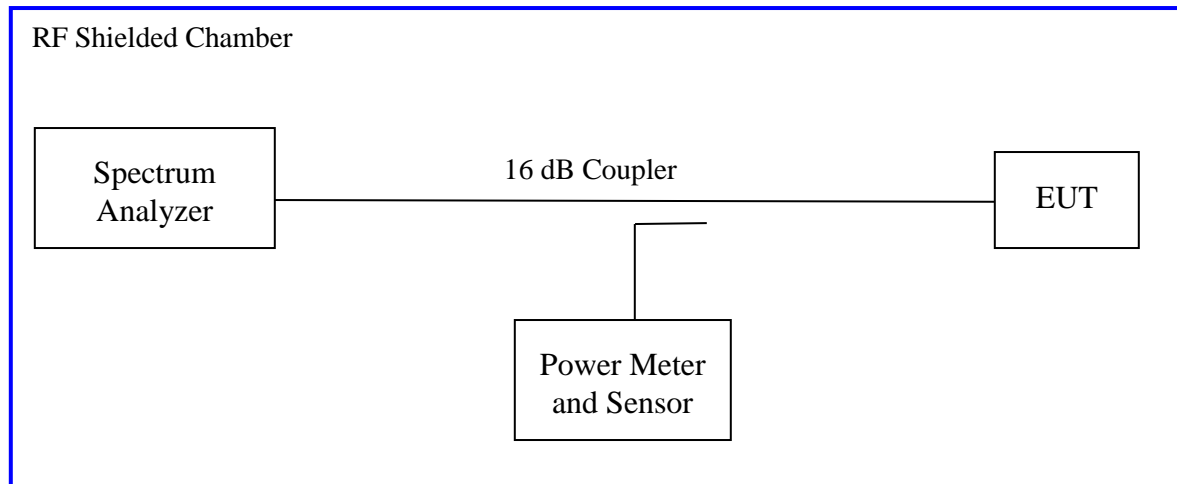 RF Shielded Chamber
16 dB Coupler
Spectrum
Analyzer
EUT
Power Meter
and Sensor